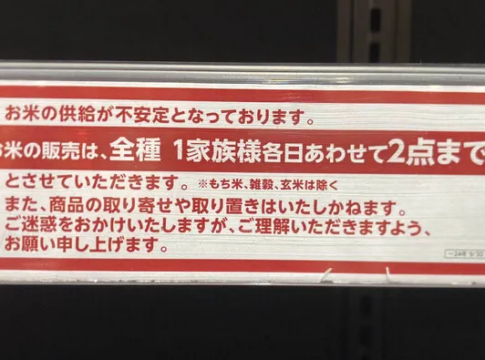 お米の供給が不安定となっております。
お米の販売は、全種 1家族様各日あわせて2点まで
とさせていただきます。 ※もち米、雑穀、玄米は除く
また、商品の取り寄せや取り置きはいたしかねます。
ご迷惑をおかけいたしますが、ご理解いただきますよう、
お願い申し上げます。